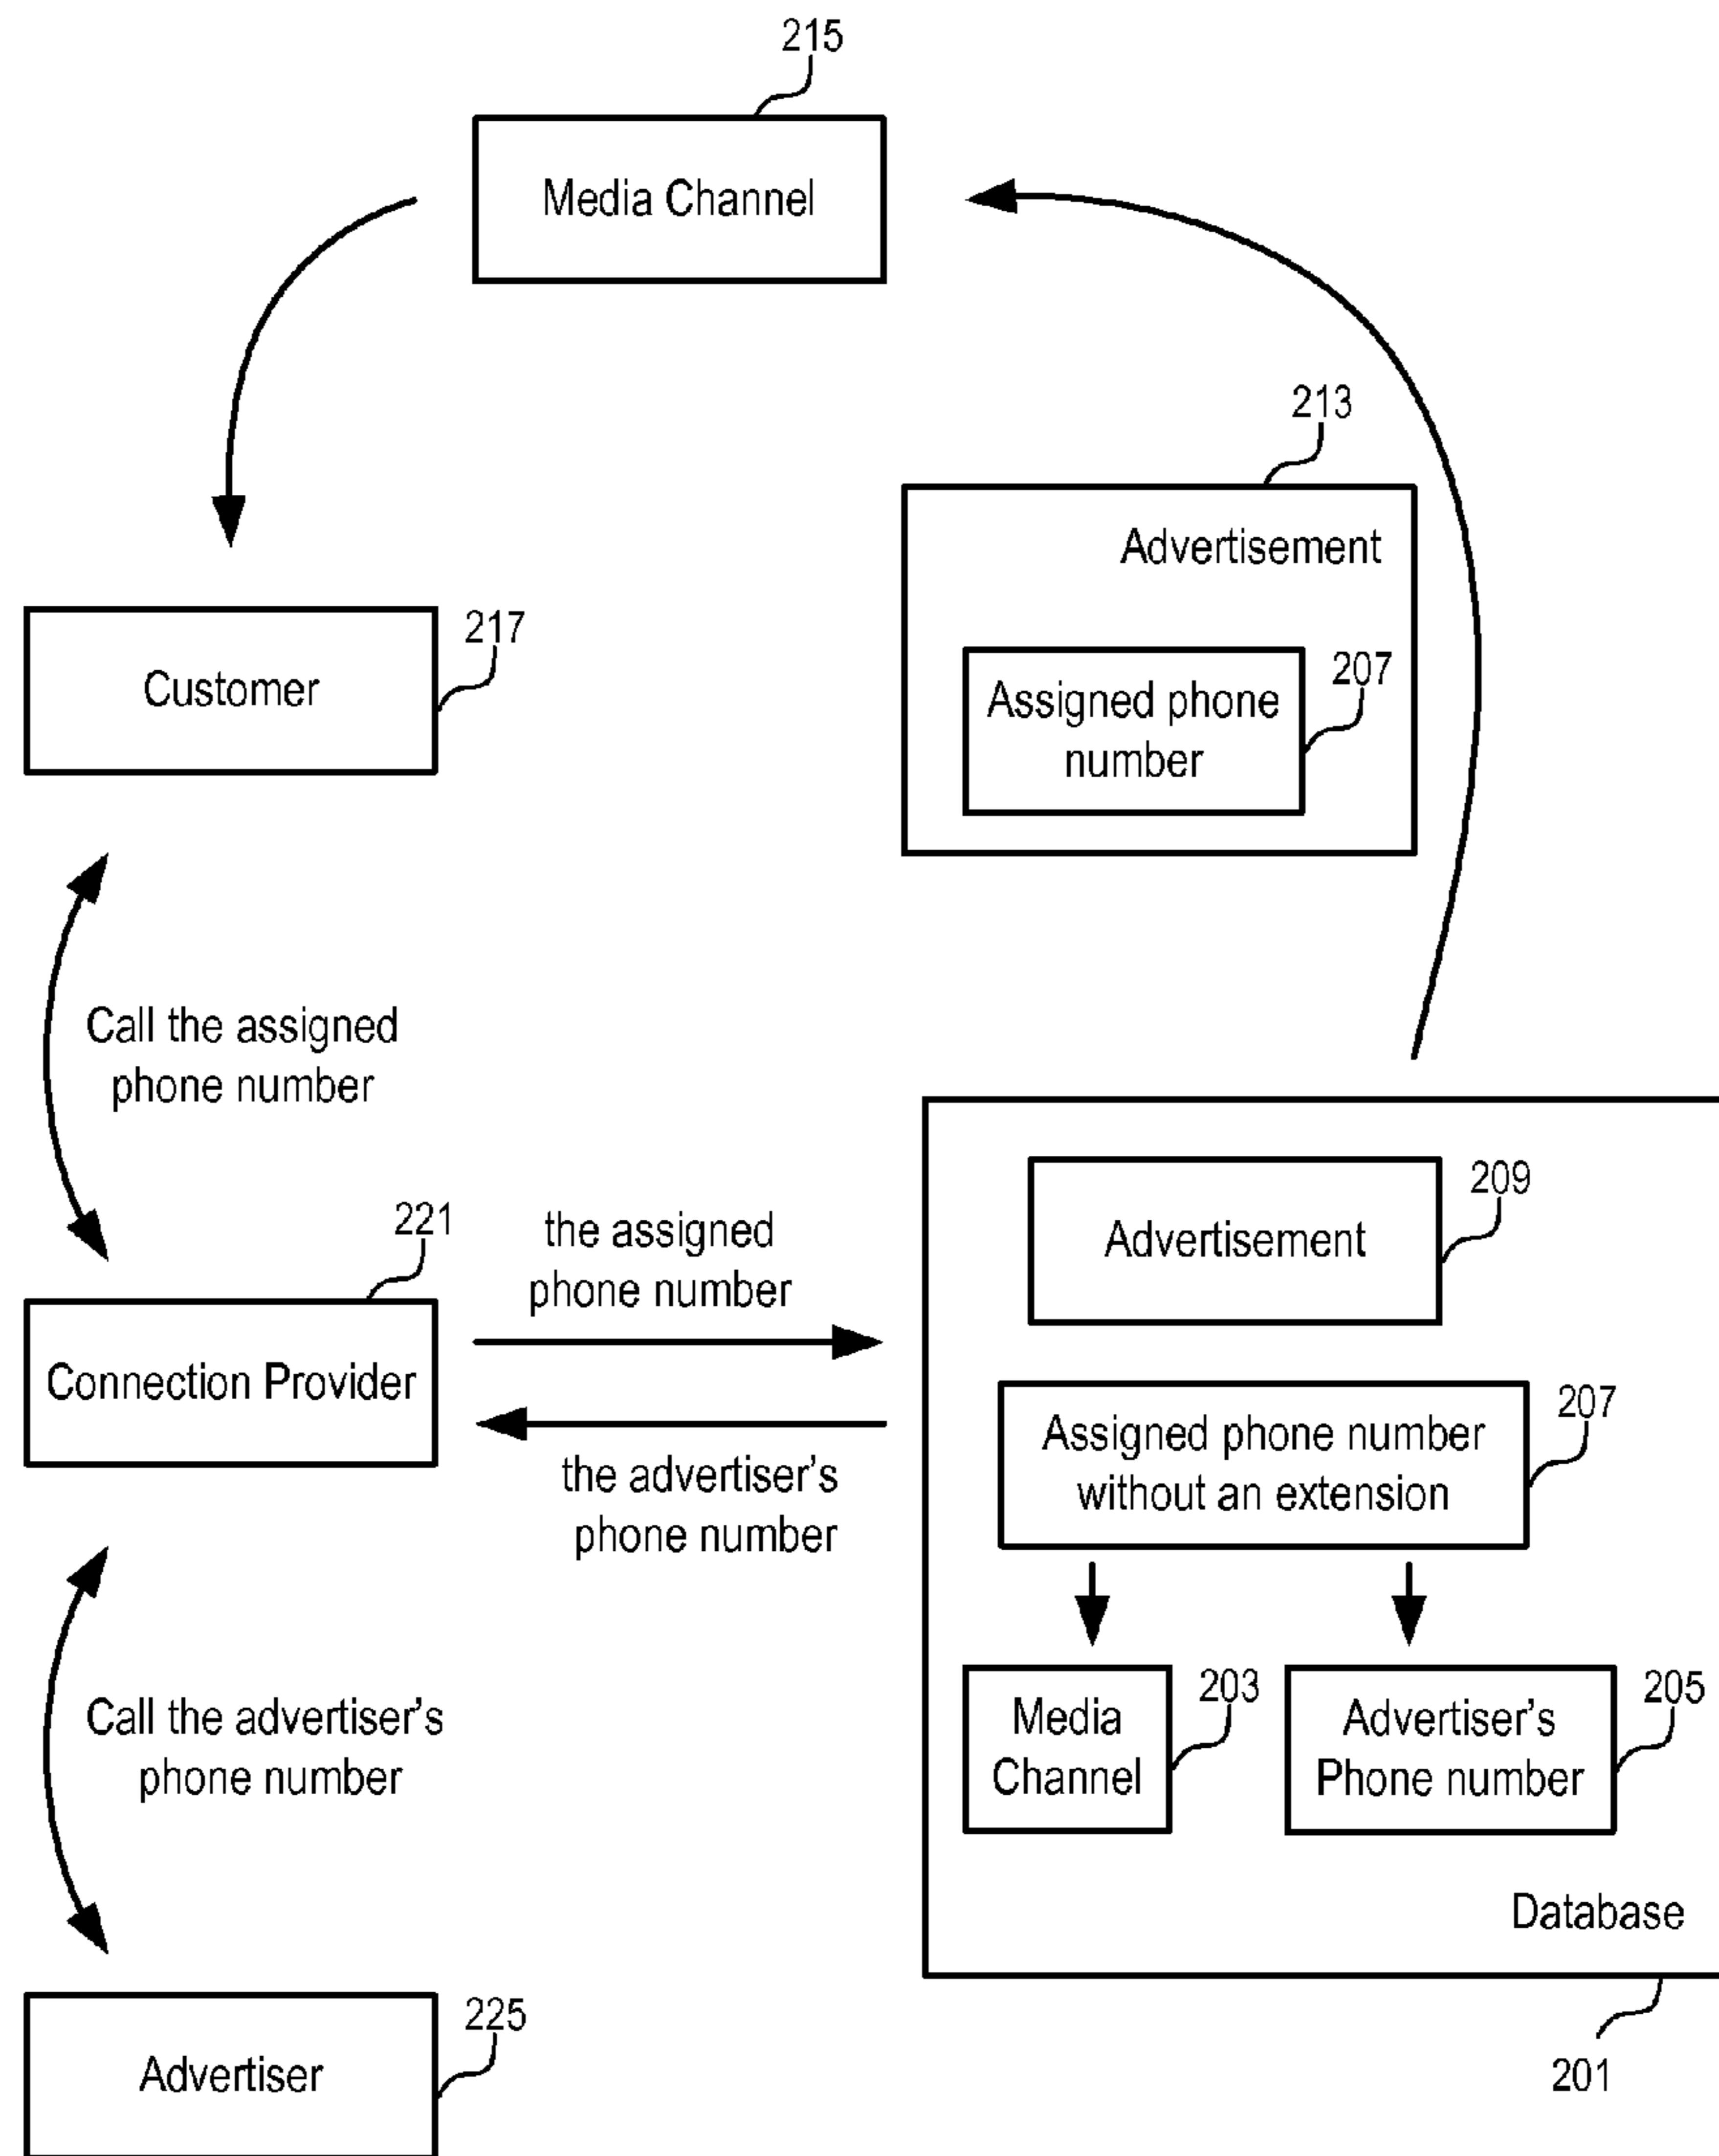 215
Media Channel
213
Advertisement
207
Assigned phone
number
217
Customer
Call the assigned
phone number
221
Connection Provider
the assigned
phone number
the advertiser's
phone number
209
Advertisement
207
Assigned phone number
without an extension
203
Media
Channel
205
Advertiser's
Phone number
Database
201
Call the advertiser's
phone number
225
Advertiser